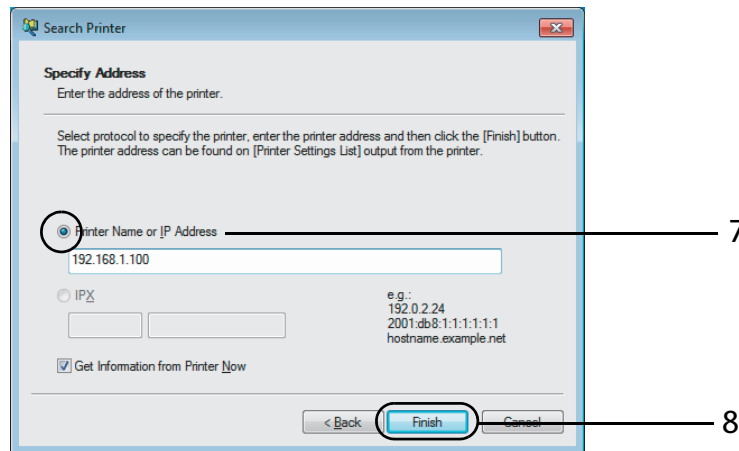 Search Printer
Specify Address
Enter the address of the printer.
Select protocol to specify the printer, enter the printer address and then click the [Finish] button.
The printer address can be found on [Printer Settings List] output from the printer.
Printer Name or IP Address
7
192.168.1.100
IPX
e.g.:
192.0.2.24
2001:db8:1:1:1:1:1:1
hostname.example.net
Get Information from Printer Now
< Back Finish Cancel
8